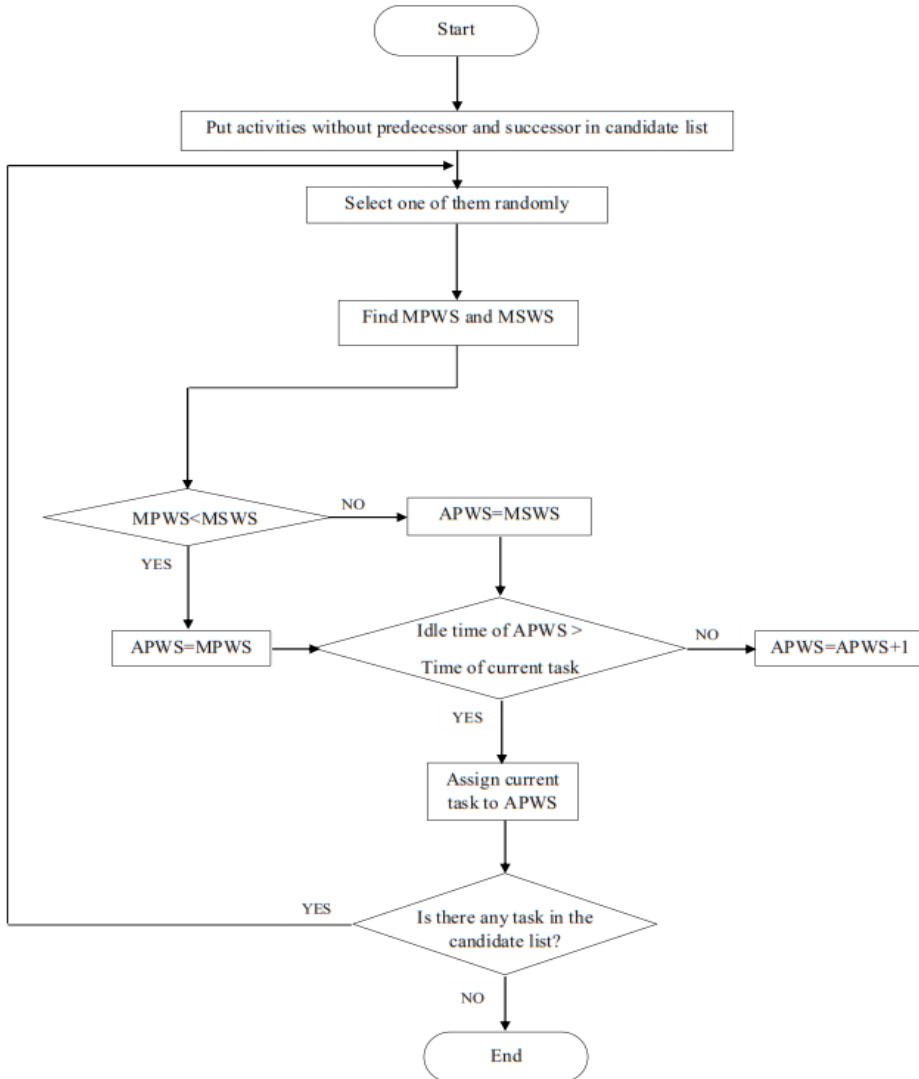 Start
Put activities without predecessor and successor in candidate list
Select one of them randomly
Find MPWS and MSWS
MPWS<MSWS
NO
APWS=MSWS
YES
APWS=MPWS
Idle time of APWS >
Time of current task
NO
APWS=APWS+1
YES
Assign current
task to APWS
YES
Is there any task in the
candidate list?
NO
End